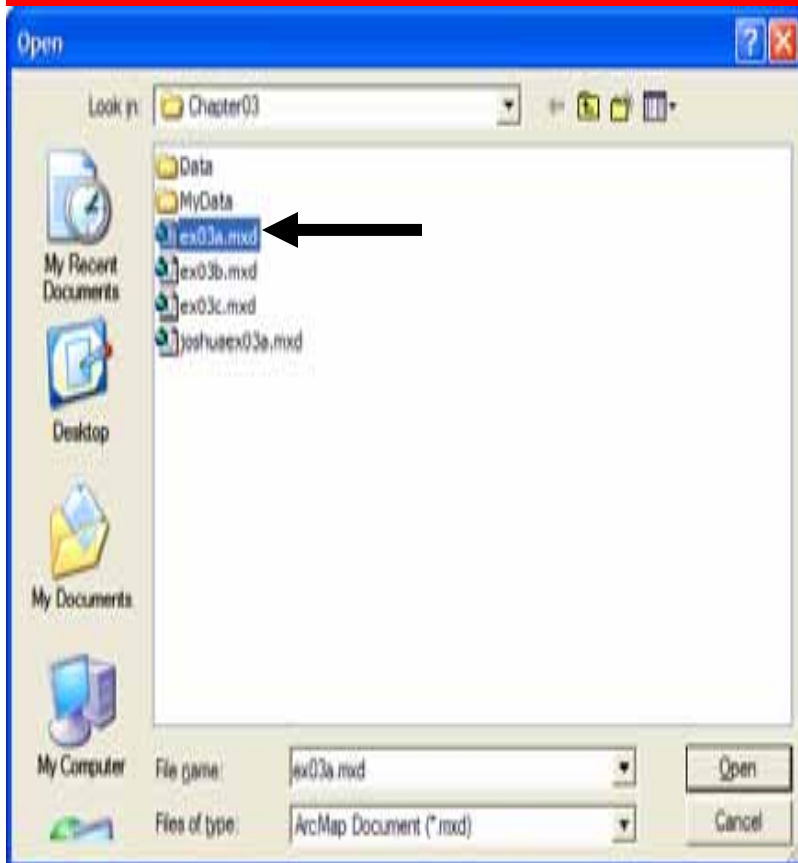 Open
Look in:
Chapter03
Data
MyData
ex03a.mxd
ex03b.mxd
ex03c.mxd
joshuaex03a.mxd
My Recent
Documents
Desktop
My Documents
My Computer
File name:
ex03a.mxd
Open
Files of type:
ArcMap Document (*.mxd)
Cancel